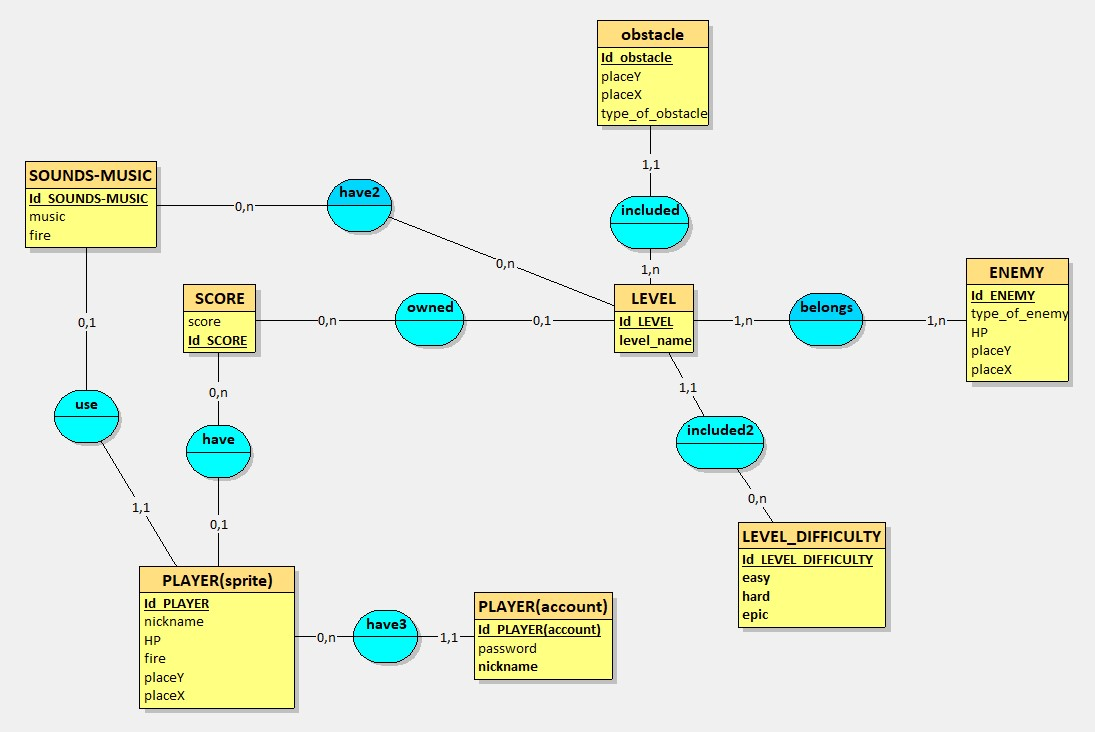 obstacle
Id_obstacle
placeY
placeX
type_of_obstacle
1,1
included
1,n
SOUNDS-MUSIC
Id_SOUNDS-MUSIC
music
fire
0,n
have2
0,n
0,1
use
1,1
SCORE
score
Id_SCORE
0,n
owned
0,1
LEVEL
Id_LEVEL
level_name
1,n
belongs
1,n
ENEMY
Id_ENEMY
type_of_enemy
HP
placeY
placeX
0,n
have
0,1
1,1
included2
0,n
LEVEL_DIFFICULTY
Id_LEVEL_DIFFICULTY
easy
hard
epic
PLAYER(sprite)
Id_PLAYER
nickname
HP
fire
placeY
placeX
0,n
have3
1,1
PLAYER(account)
Id_PLAYER(account)
password
nickname